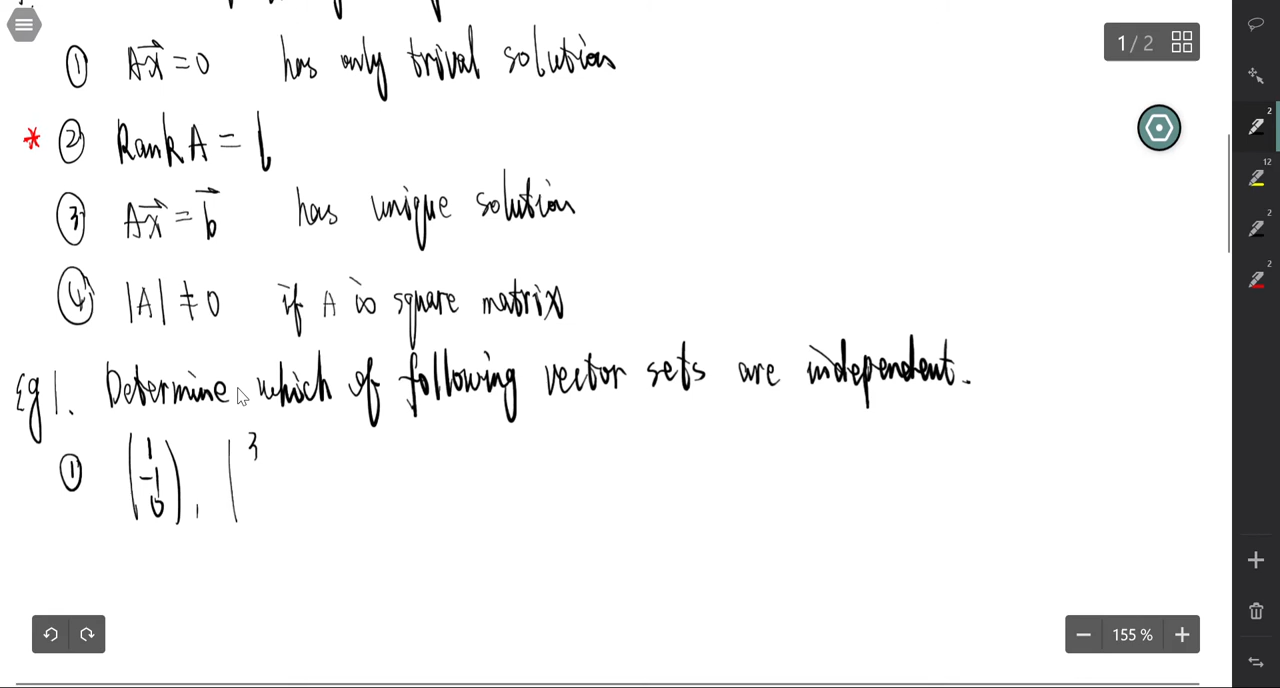 ① Ax⃗ = 0 has only trival solution
1 / 2
* ② Rank A = l
③ Ax⃗ = b⃗ has unique solution
④ |A| ≠ 0 if A is square matrix
Eg 1. Determine which of following vector sets are independent.
① (1 -1 0), (3
155 %